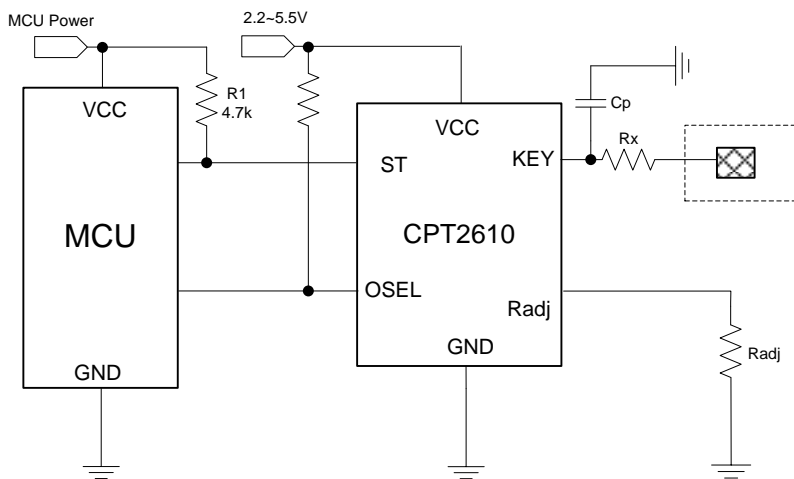 MCU Power
2.2~5.5V
VCC
R1
4.7k
VCC
Cp
Rx
ST
KEY
MCU
CPT2610
OSEL
Radj
GND
GND
Radj